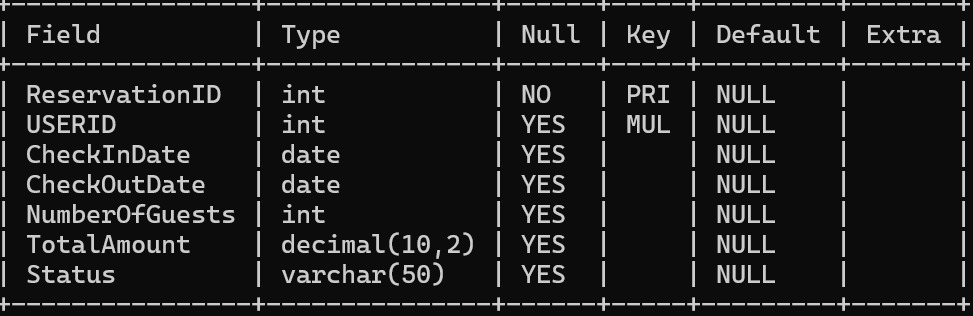 +-----------------+---------------+------+-----+---------+-------+
| Field           | Type          | Null | Key | Default | Extra |
+-----------------+---------------+------+-----+---------+-------+
| ReservationID   | int           | NO   | PRI | NULL    |       |
| USERID          | int           | YES  | MUL | NULL    |       |
| CheckInDate     | date          | YES  |     | NULL    |       |
| CheckOutDate    | date          | YES  |     | NULL    |       |
| NumberOfGuests  | int           | YES  |     | NULL    |       |
| TotalAmount     | decimal(10,2) | YES  |     | NULL    |       |
| Status          | varchar(50)   | YES  |     | NULL    |       |
+-----------------+---------------+------+-----+---------+-------+